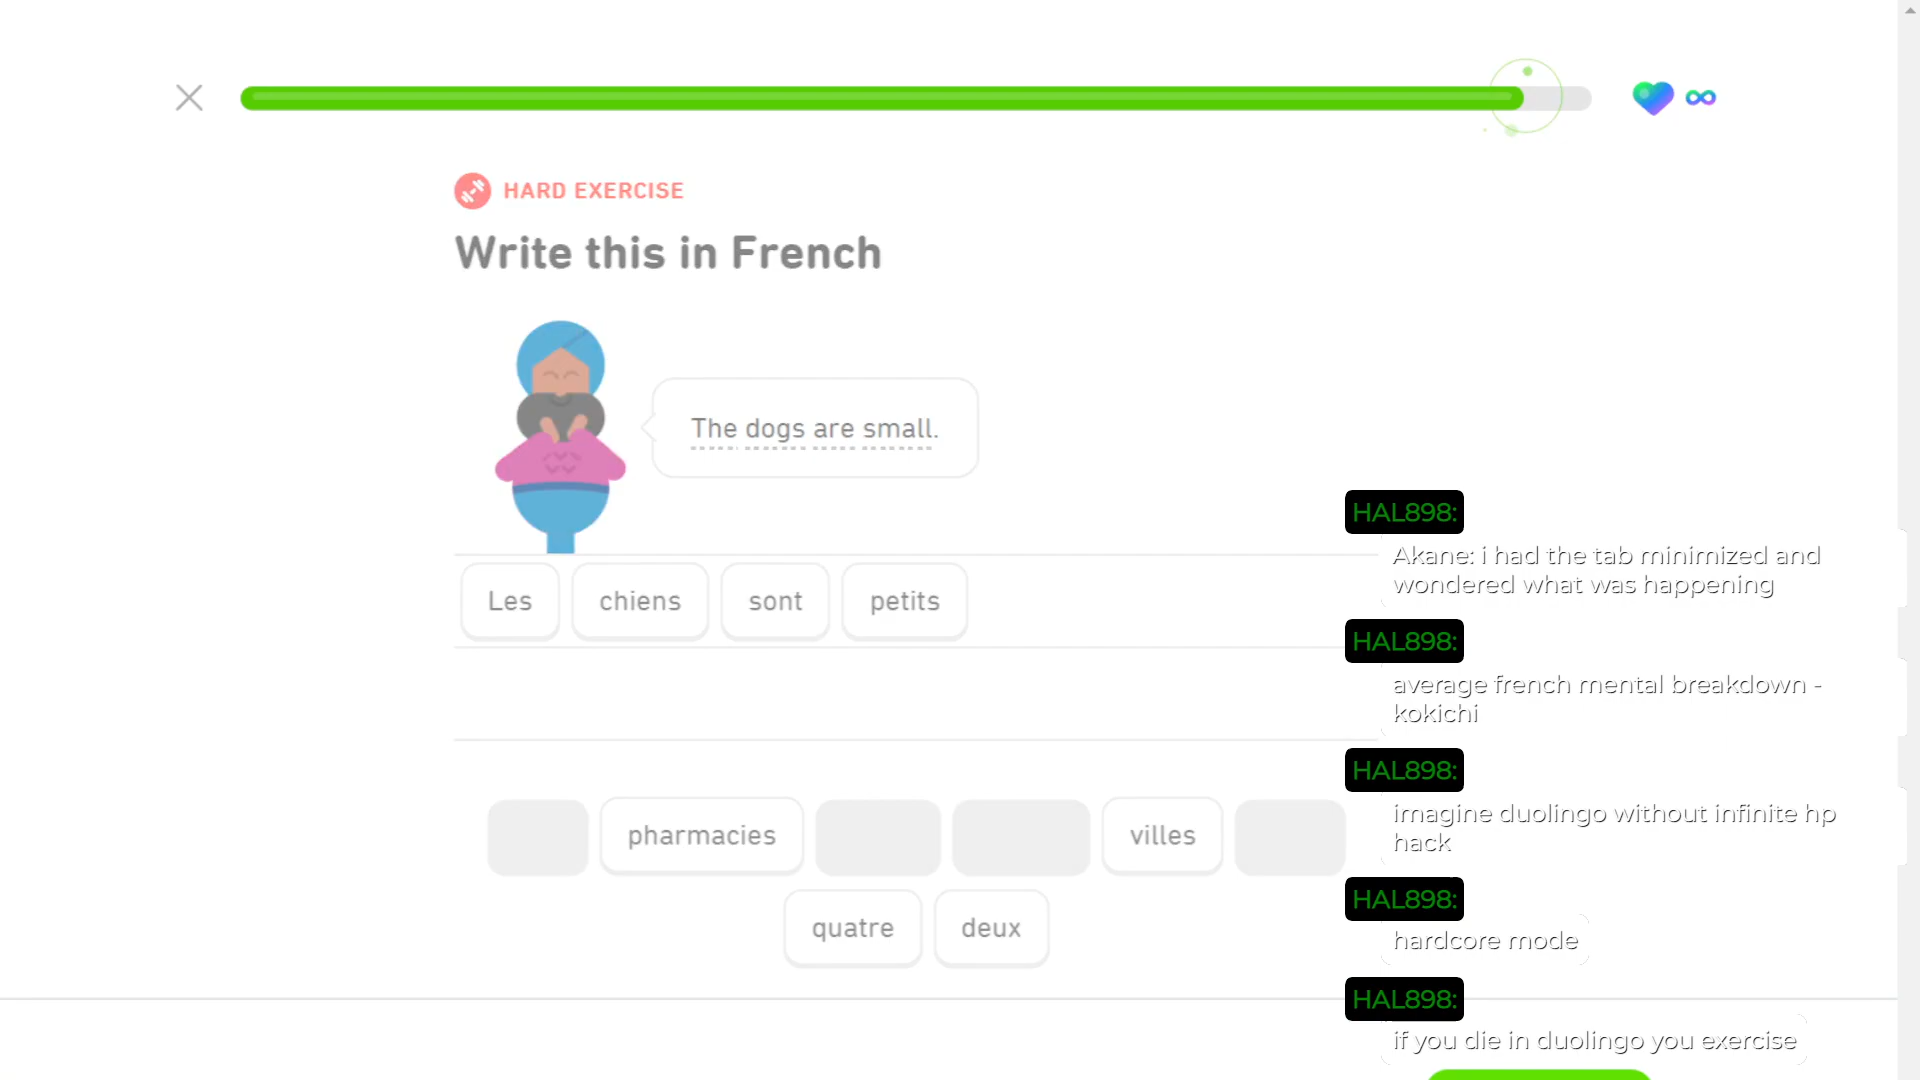 HARD EXERCISE
Write this in French
The dogs are small.
Les chiens sont petits
pharmacies villes
quatre deux
HAL898:
Akane: i had the tab minimized and
wondered what was happening
HAL898:
average french mental breakdown -
kokichi
HAL898:
imagine duolingo without infinite hp
hack
HAL898:
hardcore mode
HAL898:
if you die in duolingo you exercise